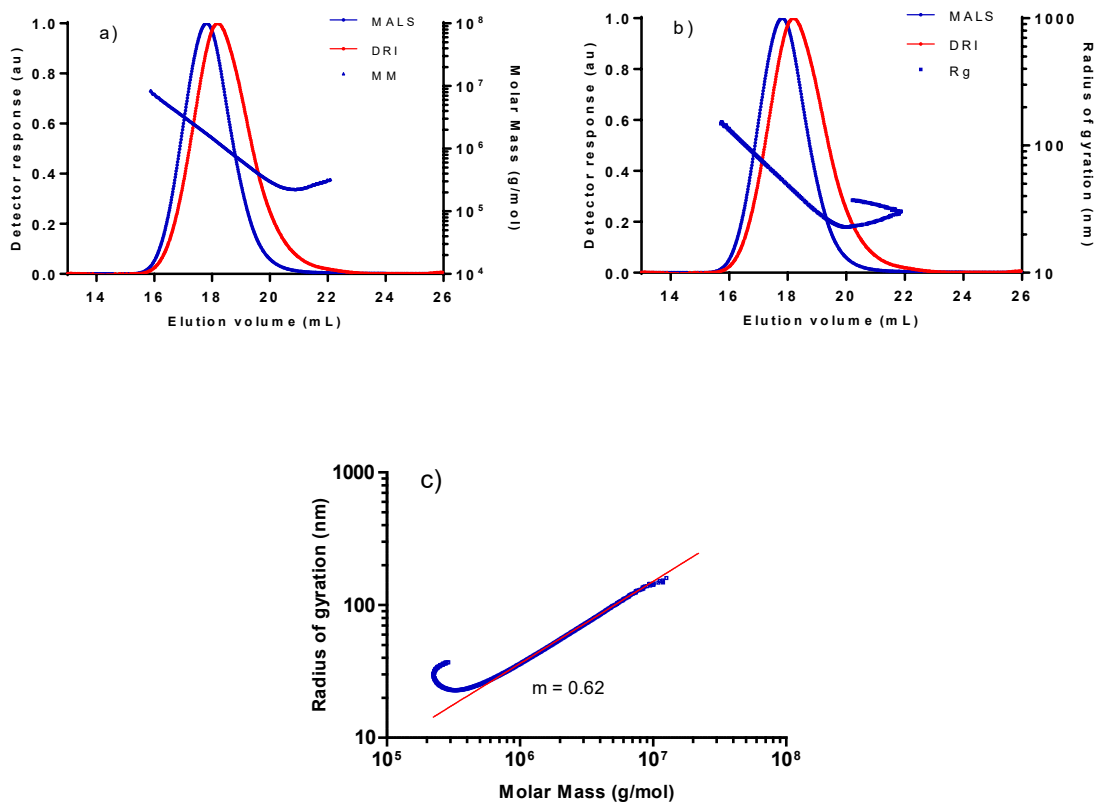 a)
MALS
DRI
MM
Detector response (au)
1.0
0.8
0.6
0.4
0.2
0.0
10^8
10^7
10^6
10^5
10^4
Molar Mass (g/mol)
14 16 18 20 22 24 26
Elution volume (mL)
b)
MALS
DRI
Rg
Detector response (au)
1.0
0.8
0.6
0.4
0.2
0.0
1000
100
10
Radius of gyration (nm)
14 16 18 20 22 24 26
Elution volume (mL)
c)
Radius of gyration (nm)
1000
100
10
m = 0.62
10^5 10^6 10^7 10^8
Molar Mass (g/mol)